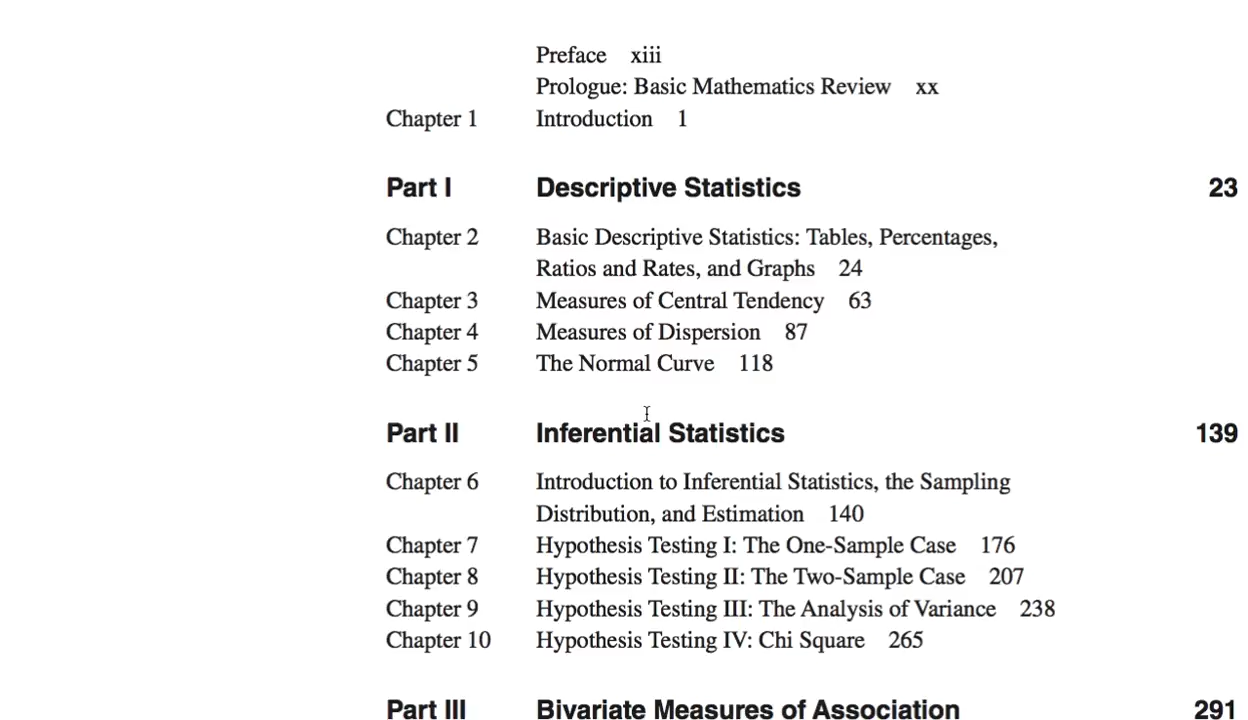 Preface xiii
Prologue: Basic Mathematics Review xx
Chapter 1 Introduction 1
Part I Descriptive Statistics 23
Chapter 2 Basic Descriptive Statistics: Tables, Percentages,
Ratios and Rates, and Graphs 24
Chapter 3 Measures of Central Tendency 63
Chapter 4 Measures of Dispersion 87
Chapter 5 The Normal Curve 118
Part II Inferential Statistics 139
Chapter 6 Introduction to Inferential Statistics, the Sampling
Distribution, and Estimation 140
Chapter 7 Hypothesis Testing I: The One-Sample Case 176
Chapter 8 Hypothesis Testing II: The Two-Sample Case 207
Chapter 9 Hypothesis Testing III: The Analysis of Variance 238
Chapter 10 Hypothesis Testing IV: Chi Square 265
Part III Bivariate Measures of Association 291